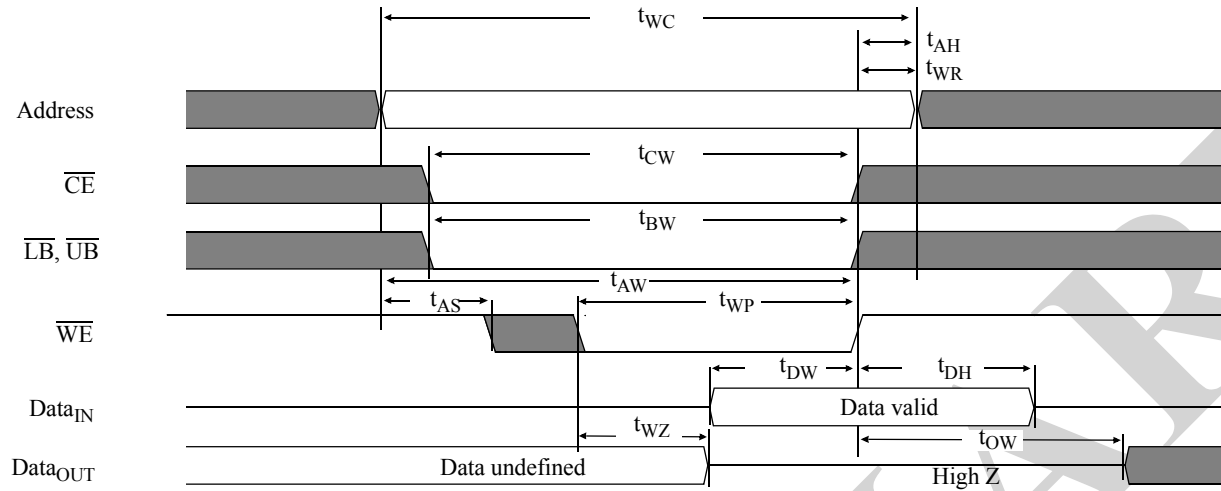 tWC
tAH
tWR
Address
tCW
CE
tBW
LB, UB
tAW
tAS
tWP
WE
tDW
tDH
DataIN
Data valid
tWZ
tOW
DataOUT
Data undefined
High Z